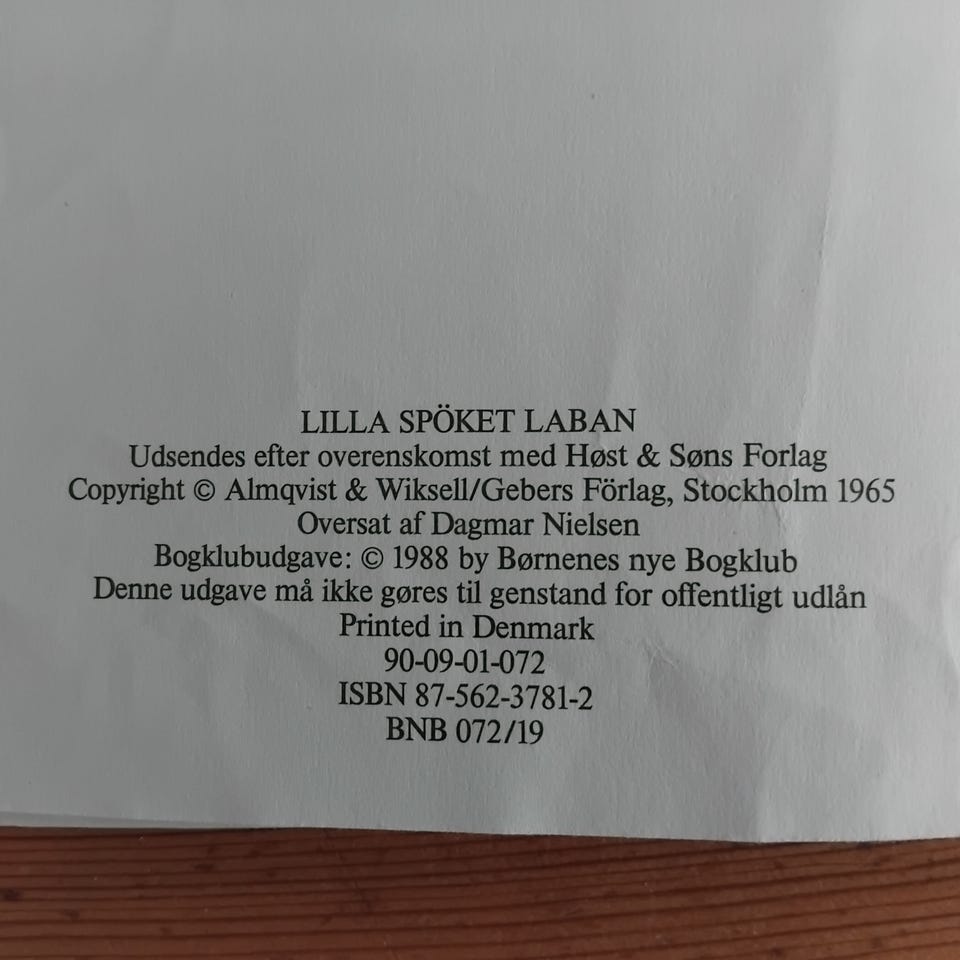 LILLA SPÖKET LABAN
Udsendes efter overenskomst med Høst & Søns Forlag
Copyright © Almqvist & Wiksell/Gebers Förlag, Stockholm 1965
Oversat af Dagmar Nielsen
Bogklubudgave: © 1988 by Børnenes nye Bogklub
Denne udgave må ikke gøres til genstand for offentligt udlån
Printed in Denmark
90-09-01-072
ISBN 87-562-3781-2
BNB 072/19